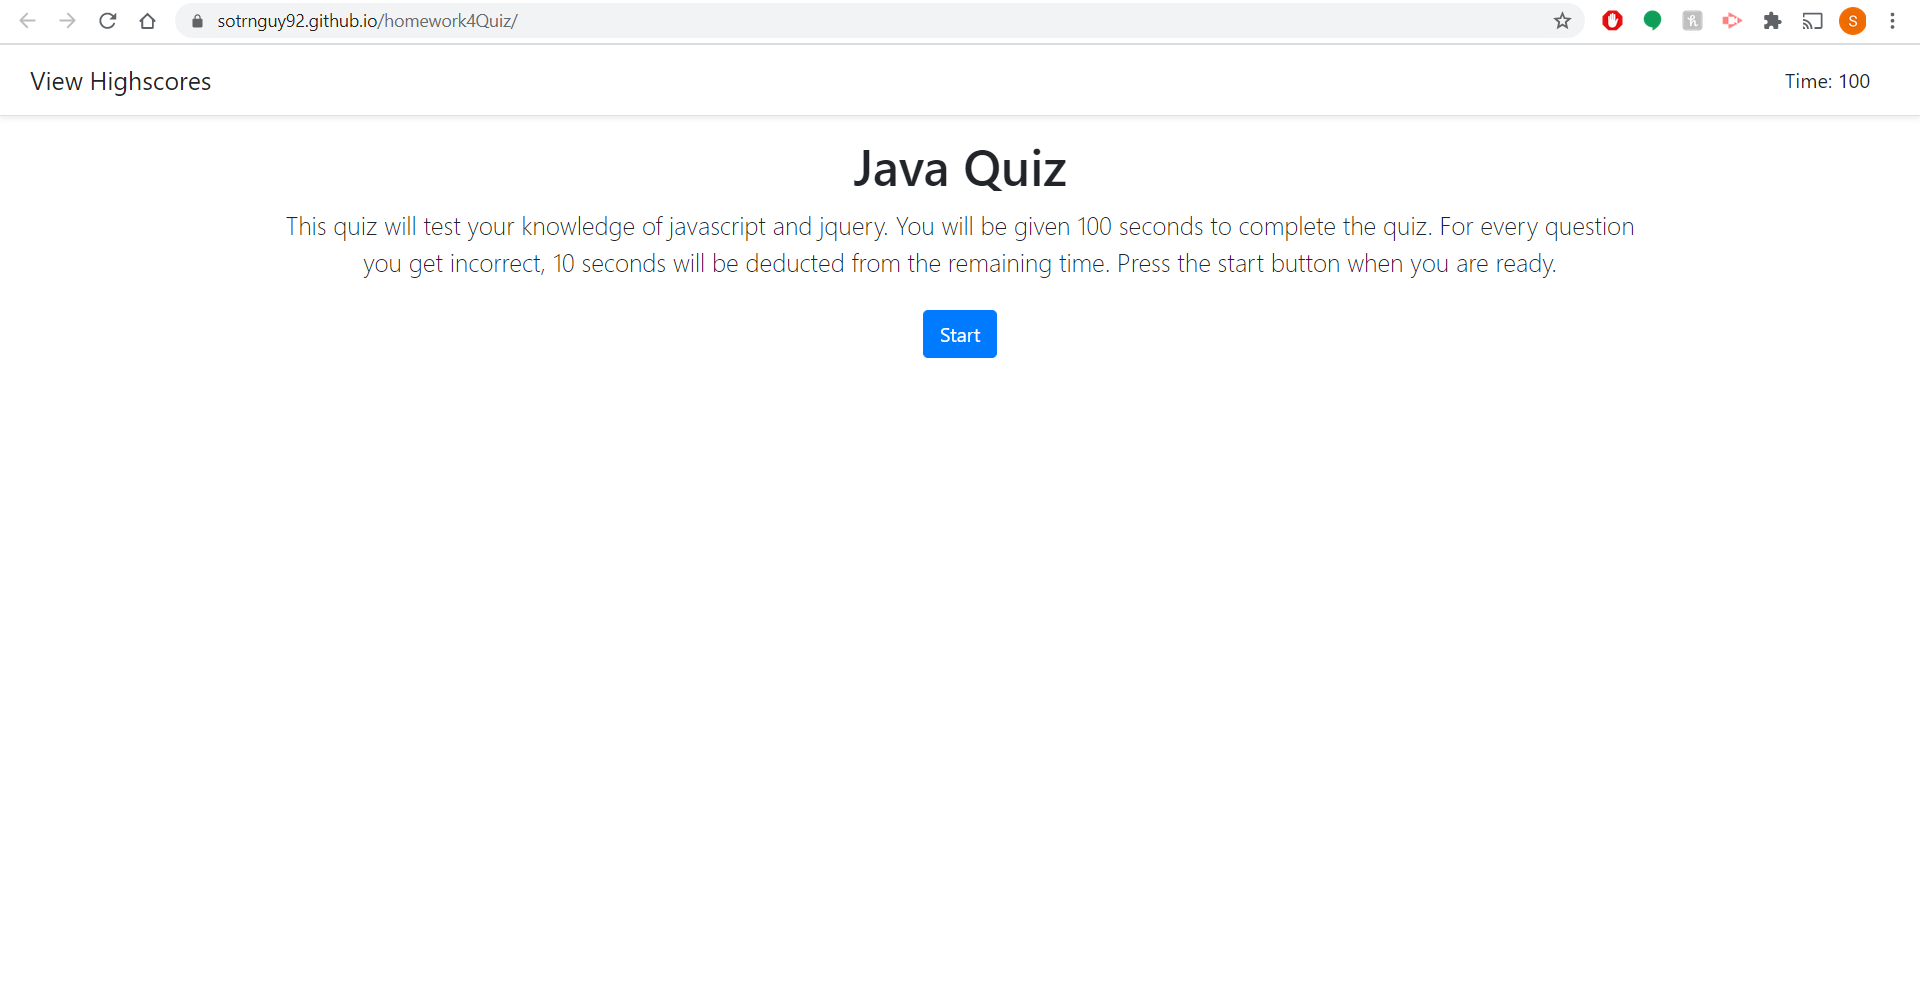 sotrnguy92.github.io/homework4Quiz/
S
View Highscores
Time: 100
Java Quiz
This quiz will test your knowledge of javascript and jquery. You will be given 100 seconds to complete the quiz. For every question
you get incorrect, 10 seconds will be deducted from the remaining time. Press the start button when you are ready.
Start